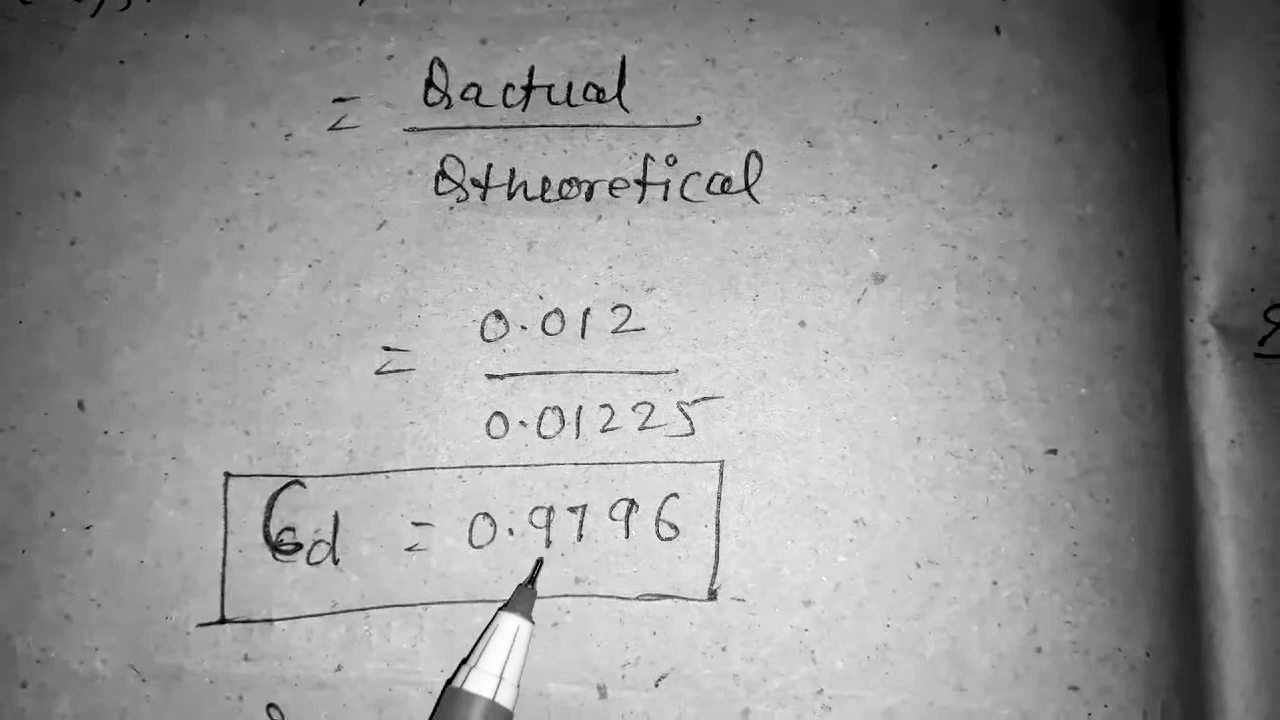 = Qactual
Qtheoretical
= 0.012
0.01225
Cd = 0.9796